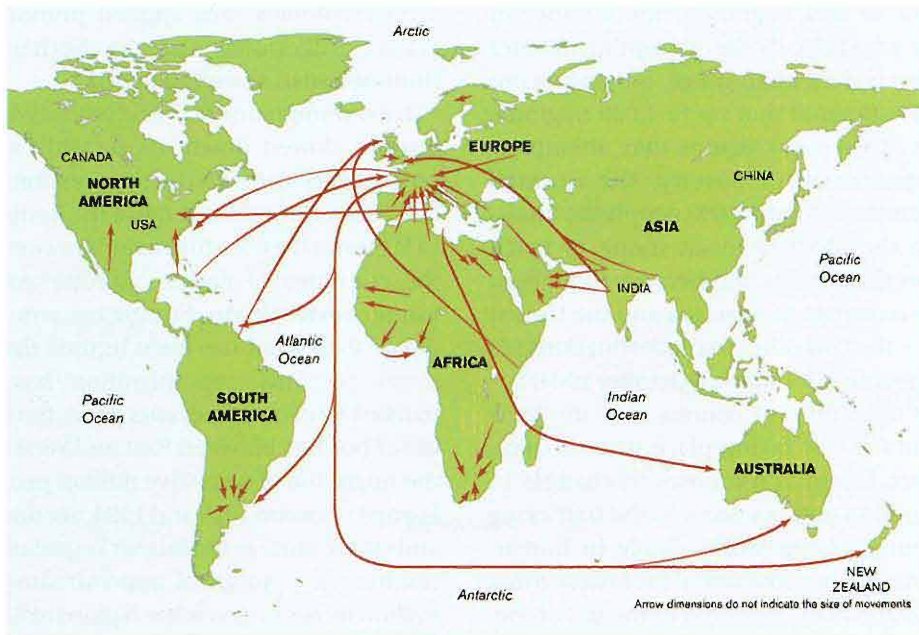 Arctic
EUROPE
CANADA
CHINA
NORTH
AMERICA
USA
ASIA
Pacific
Ocean
INDIA
Atlantic
Ocean
AFRICA
SOUTH
AMERICA
Pacific
Ocean
Indian
Ocean
AUSTRALIA
NEW
ZEALAND
Antarctic
Arrow dimensions do not indicate the size of movements